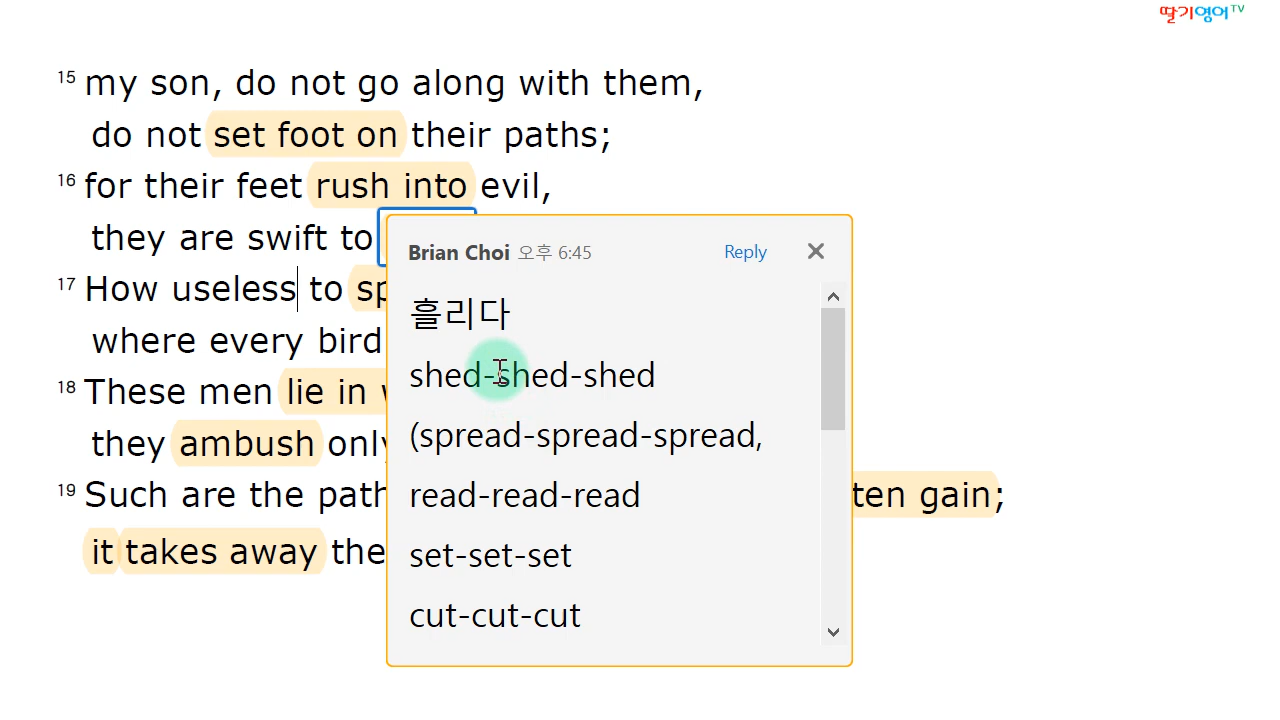 딸기영어TV
15 my son, do not go along with them,
do not set foot on their paths;
16 for their feet rush into evil,
they are swift to
17 How useless to sp
where every bird
18 These men lie in w
they ambush only
19 Such are the path ten gain;
it takes away the
Brian Choi 오후 6:45 Reply
흘리다
shed-shed-shed
(spread-spread-spread,
read-read-read
set-set-set
cut-cut-cut